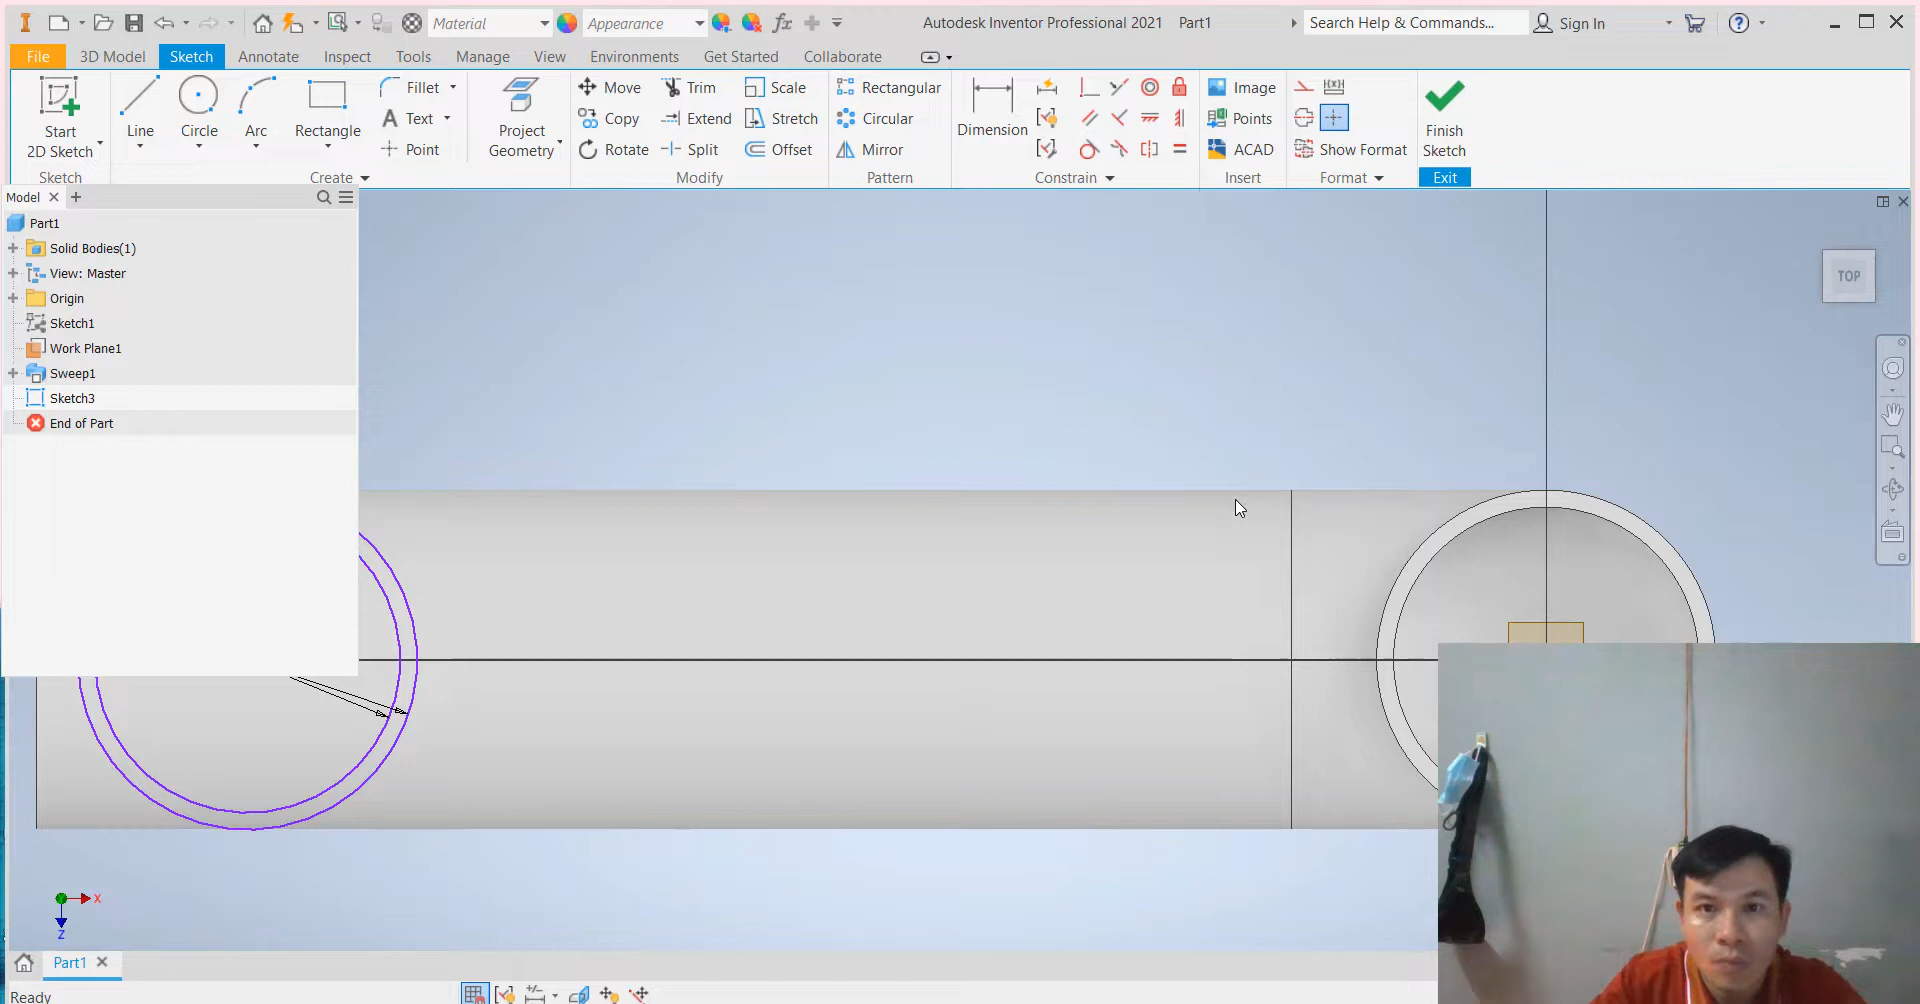 Material
Appearance
fx
Autodesk Inventor Professional 2021 Part1
Search Help & Commands...
Sign In
File 3D Model Sketch Annotate Inspect Tools Manage View Environments Get Started Collaborate
Start
2D Sketch
Line
Circle
Arc
Rectangle
Fillet
Text
Point
Project
Geometry
Move
Copy
Rotate
Trim
Extend
Split
Scale
Stretch
Offset
Rectangular
Circular
Mirror
Dimension
Image
Points
ACAD
Show Format
Finish
Sketch
Sketch Create Modify Pattern Constrain Insert Format Exit
Model
Part1
Solid Bodies(1)
View: Master
Origin
Sketch1
Work Plane1
Sweep1
Sketch3
End of Part
TOP
X
Z
Part1
Ready